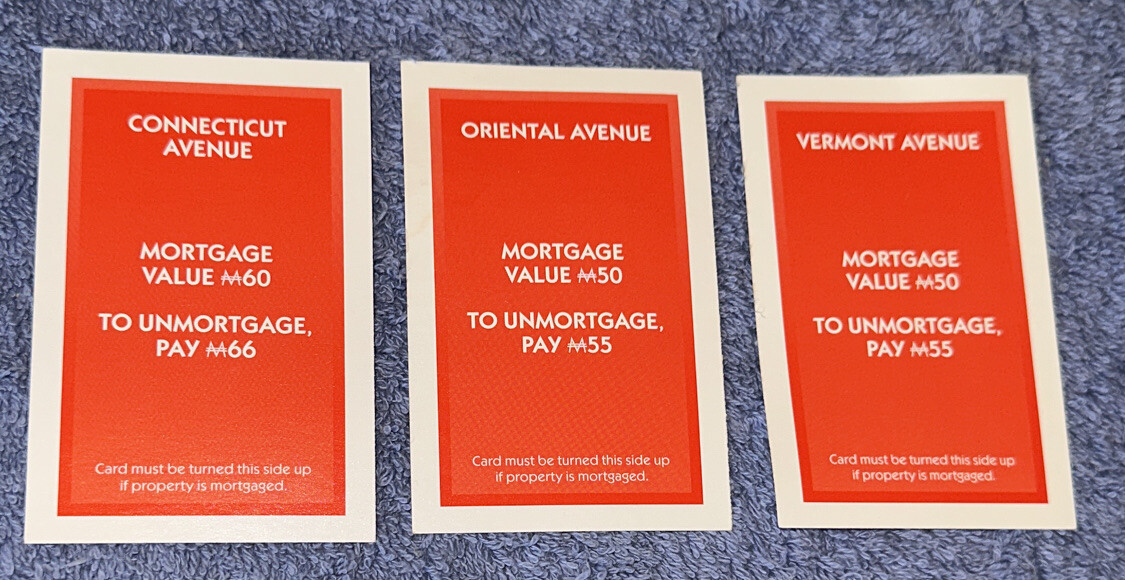 CONNECTICUT
AVENUE
MORTGAGE
VALUE ₩60
TO UNMORTGAGE,
PAY ₩66
Card must be turned this side up
if property is mortgaged.
ORIENTAL AVENUE
MORTGAGE
VALUE ₩50
TO UNMORTGAGE,
PAY ₩55
Card must be turned this side up
if property is mortgaged.
VERMONT AVENUE
MORTGAGE
VALUE ₩50
TO UNMORTGAGE,
PAY ₩55
Card must be turned this side up
if property is mortgaged.